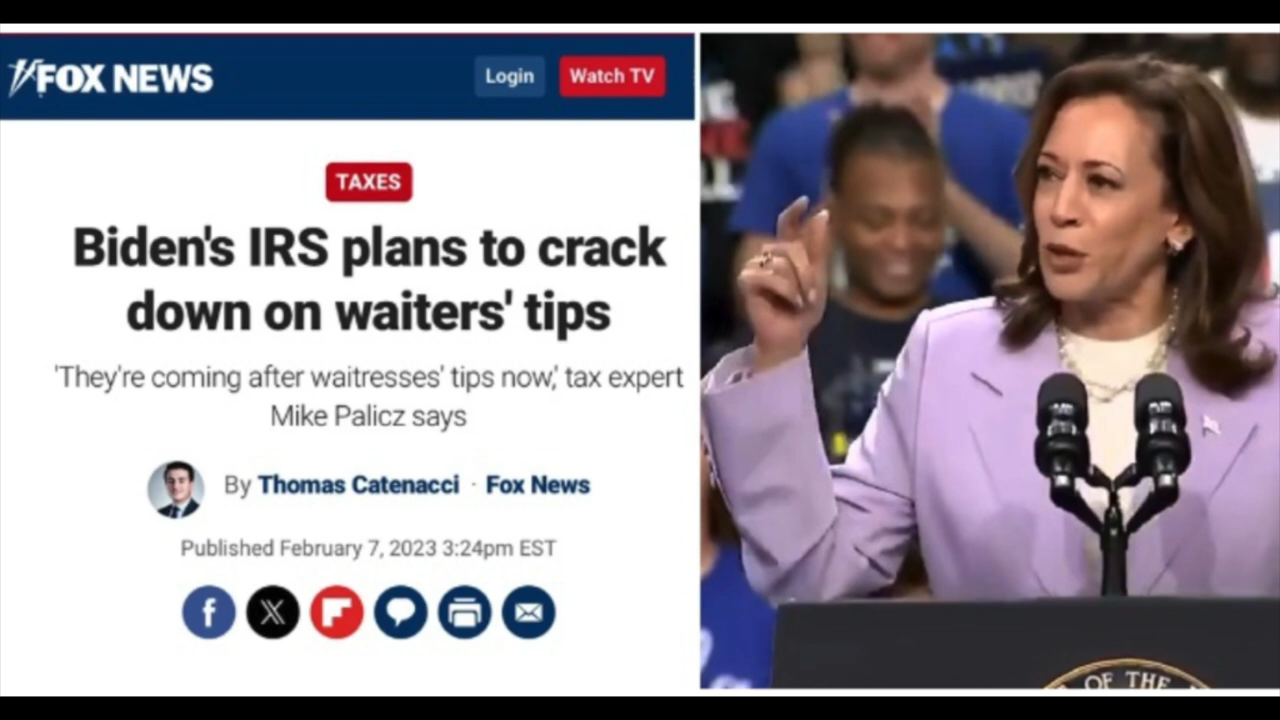 FOX NEWS
Login
Watch TV
TAXES
Biden's IRS plans to crack
down on waiters' tips
'They're coming after waitresses' tips now,' tax expert
Mike Palicz says
By Thomas Catenacci · Fox News
Published February 7, 2023 3:24pm EST
OF THE